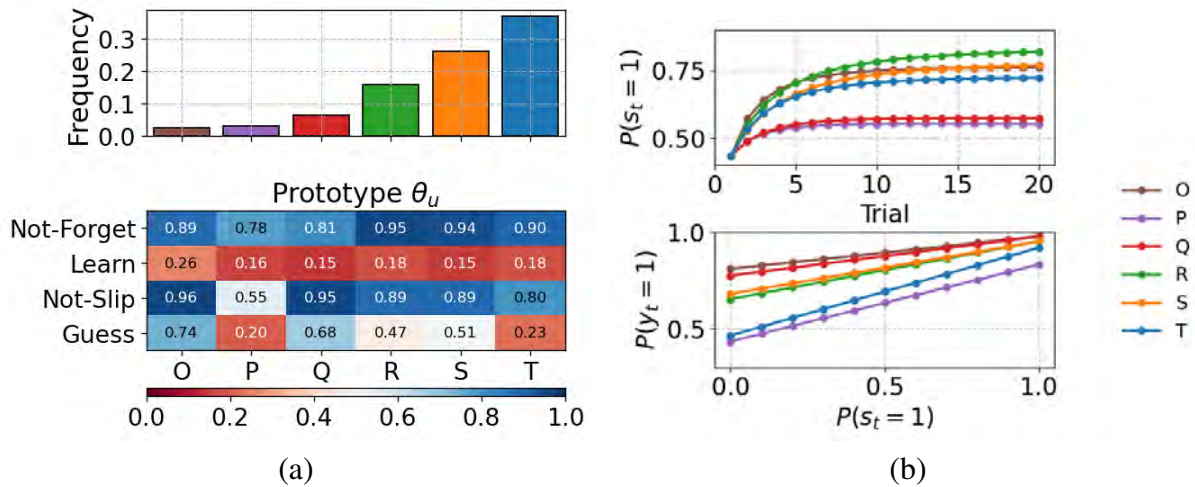 Frequency
0.3
0.2
0.1
0.0
Prototype θ_u
Not-Forget 0.89 0.78 0.81 0.95 0.94 0.90
Learn 0.26 0.16 0.15 0.18 0.15 0.18
Not-Slip 0.96 0.55 0.95 0.89 0.89 0.80
Guess 0.74 0.20 0.68 0.47 0.51 0.23
O P Q R S T
0.0 0.2 0.4 0.6 0.8 1.0
(a)
P(s_t = 1)
0.75
0.50
0 5 10 15 20
Trial
P(y_t = 1)
1.0
0.5
0.0 0.5 1.0
P(s_t = 1)
(b)
O
P
Q
R
S
T